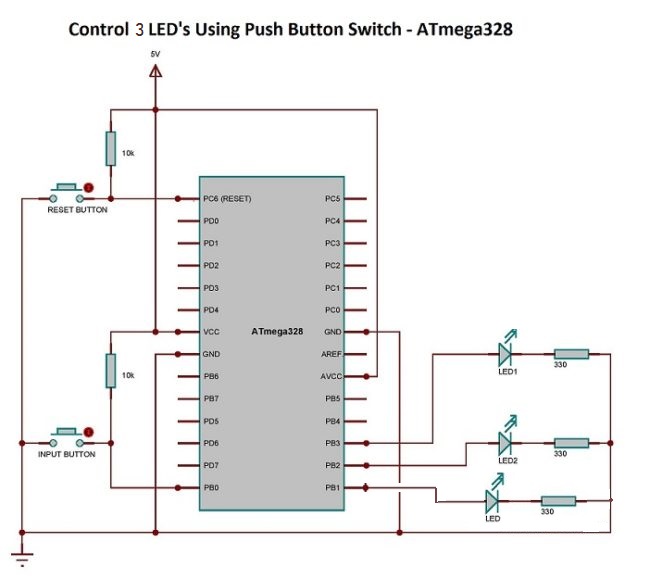 Control 3 LED's Using Push Button Switch - ATmega328
5V
10k
RESET BUTTON
PC6 (RESET)
PD0
PD1
PD2
PD3
PD4
VCC
GND
PB6
PB7
PD5
PD6
PD7
PB0
ATmega328
PC5
PC4
PC3
PC2
PC1
PC0
GND
AREF
AVCC
PB5
PB4
PB3
PB2
PB1
10k
INPUT BUTTON
LED1
330
LED2
330
LED
330